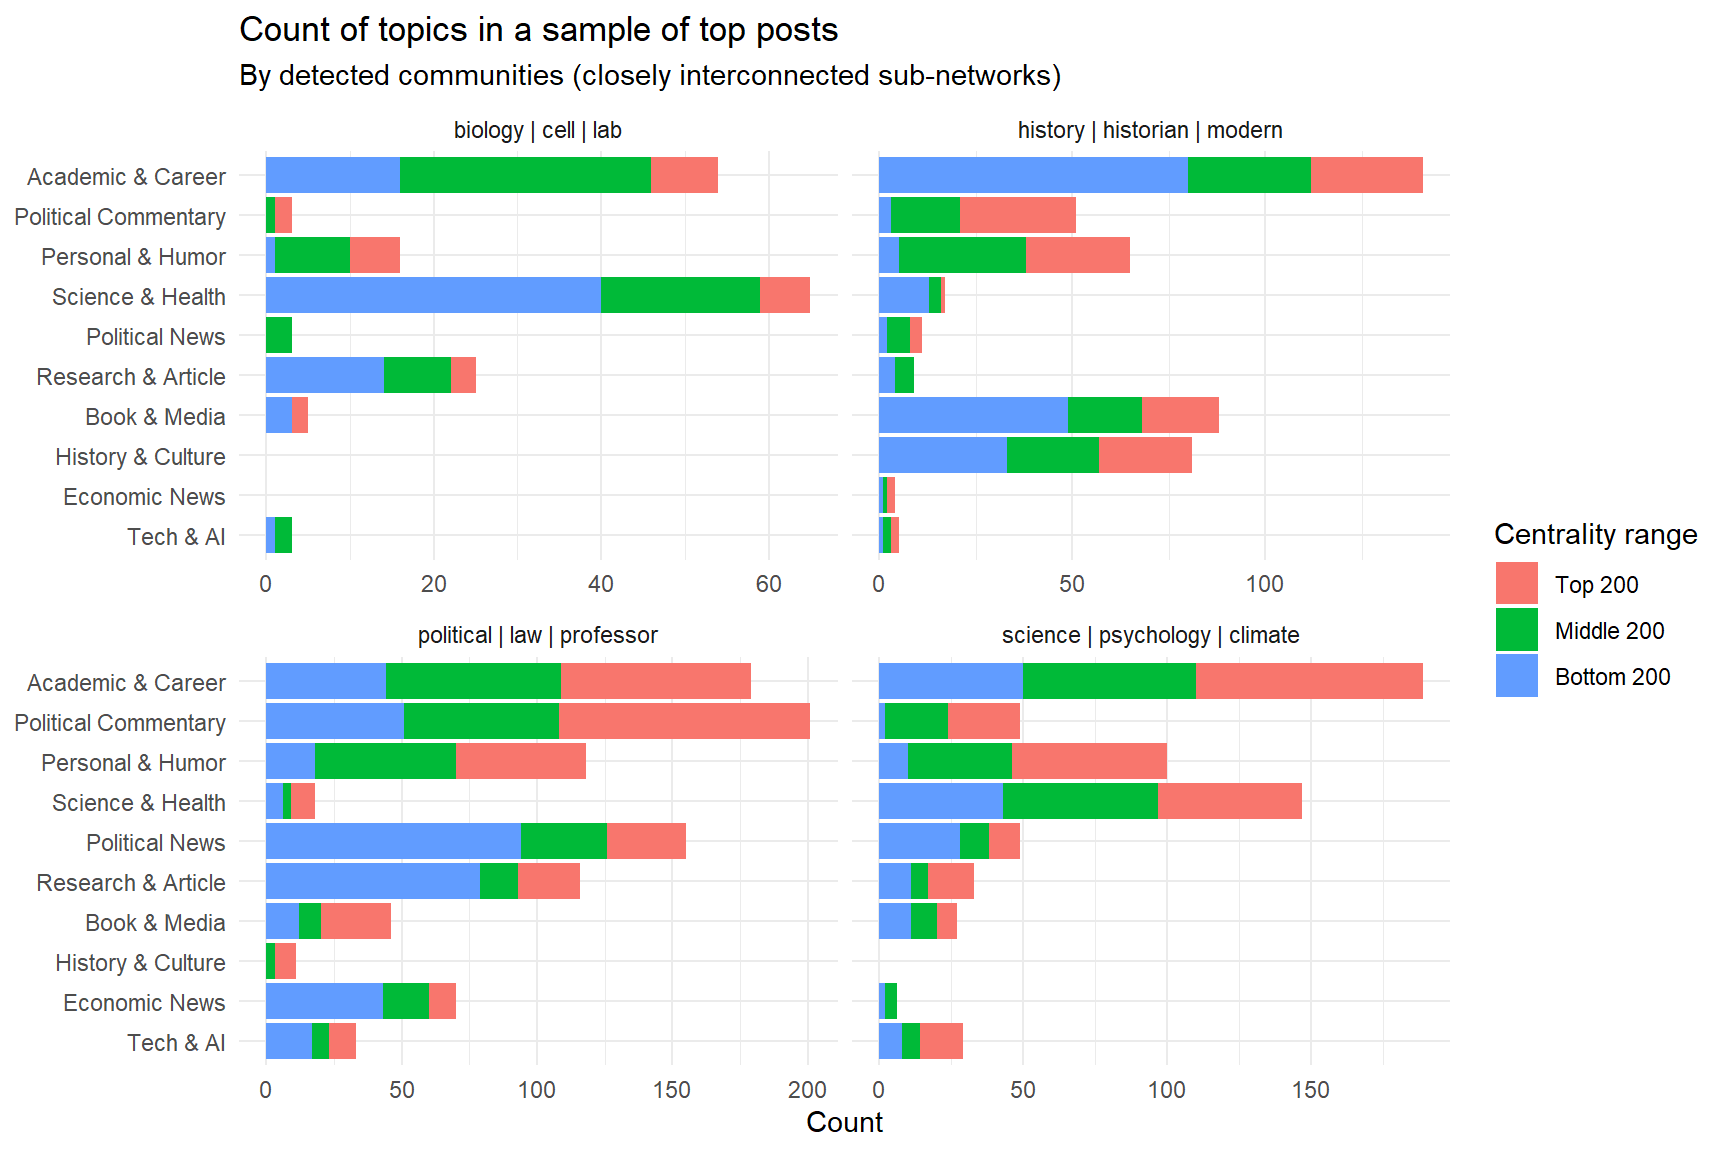 Count of topics in a sample of top posts
By detected communities (closely interconnected sub-networks)
biology | cell | lab
history | historian | modern
Academic & Career
Political Commentary
Personal & Humor
Science & Health
Political News
Research & Article
Book & Media
History & Culture
Economic News
Tech & AI
0 20 40 60
0 50 100
political | law | professor
science | psychology | climate
Academic & Career
Political Commentary
Personal & Humor
Science & Health
Political News
Research & Article
Book & Media
History & Culture
Economic News
Tech & AI
0 50 100 150 200
0 50 100 150
Count
Centrality range
Top 200
Middle 200
Bottom 200